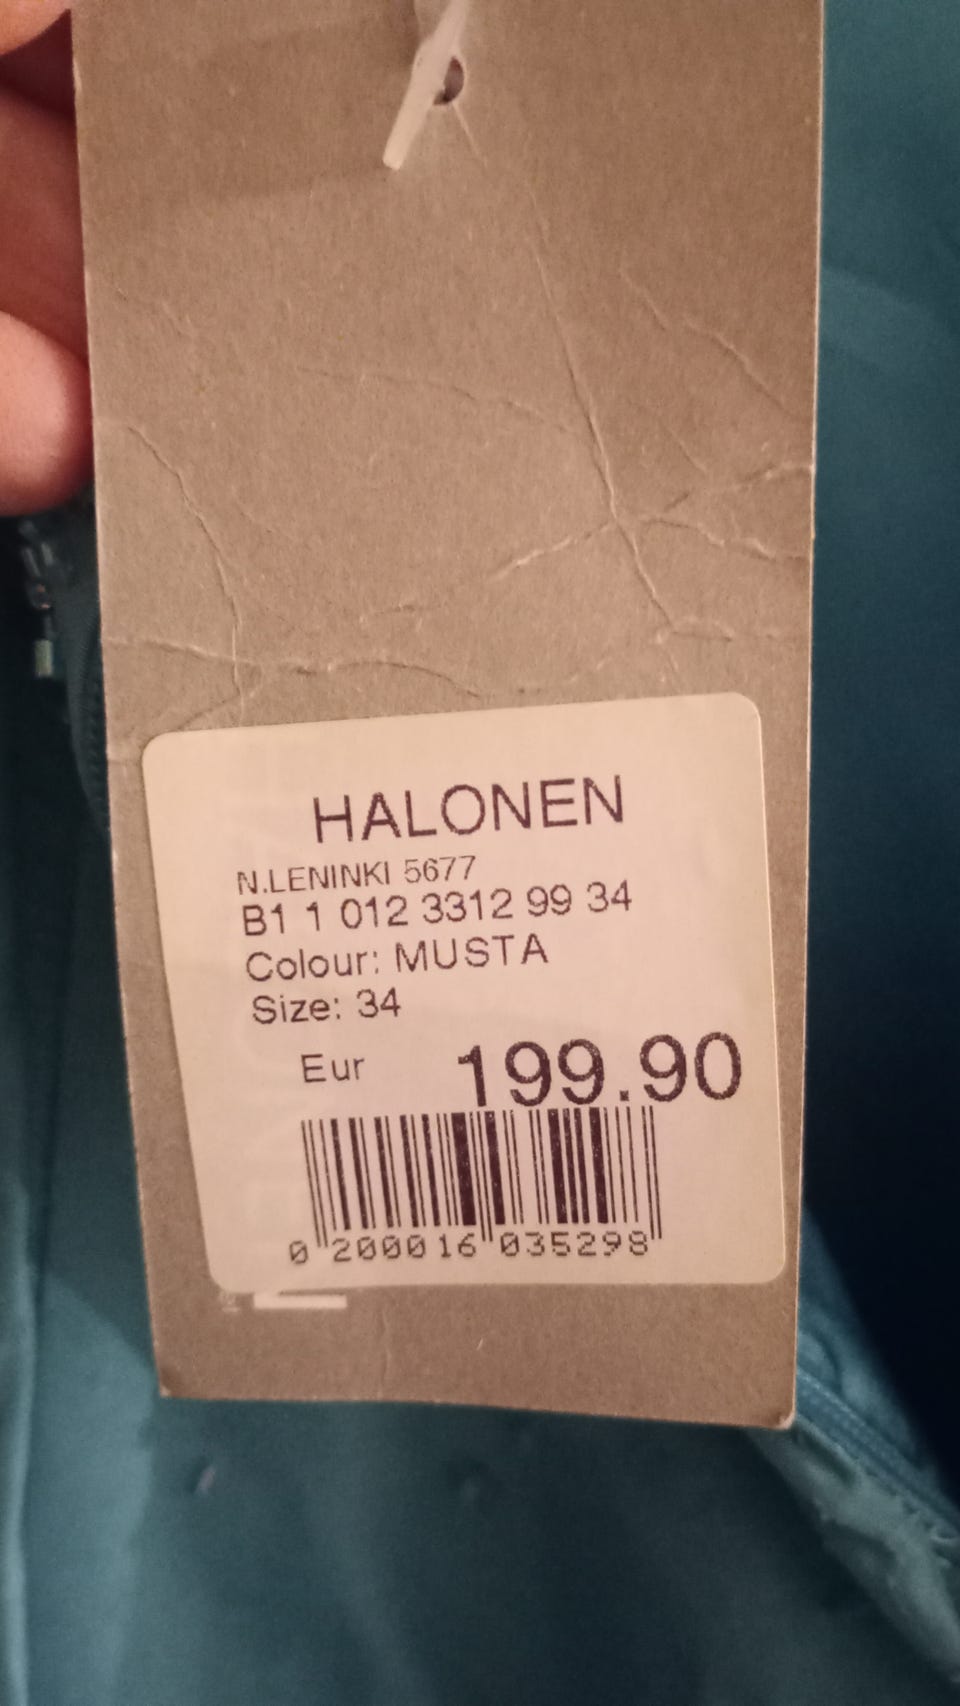 HALONEN
N.LENINKI 5677
B1 1 012 3312 99 34
Colour: MUSTA
Size: 34
Eur 199.90
0 200016 035298